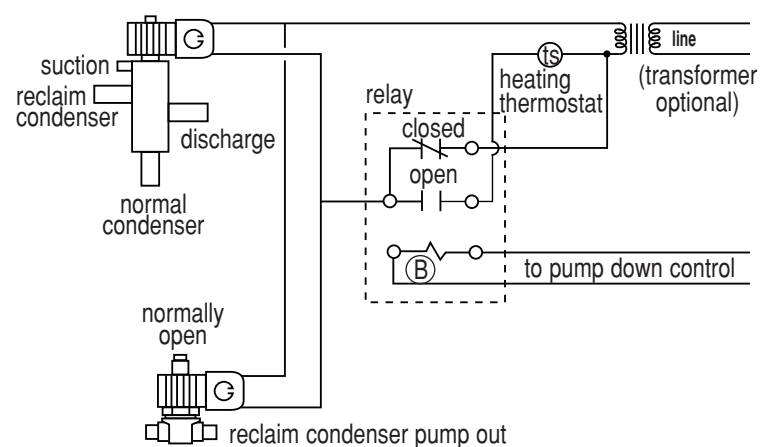 suction
reclaim
condenser
discharge
normal
condenser
line
(transformer
optional)
ts
heating
thermostat
relay
closed
open
B
to pump down control
normally
open
reclaim condenser pump out